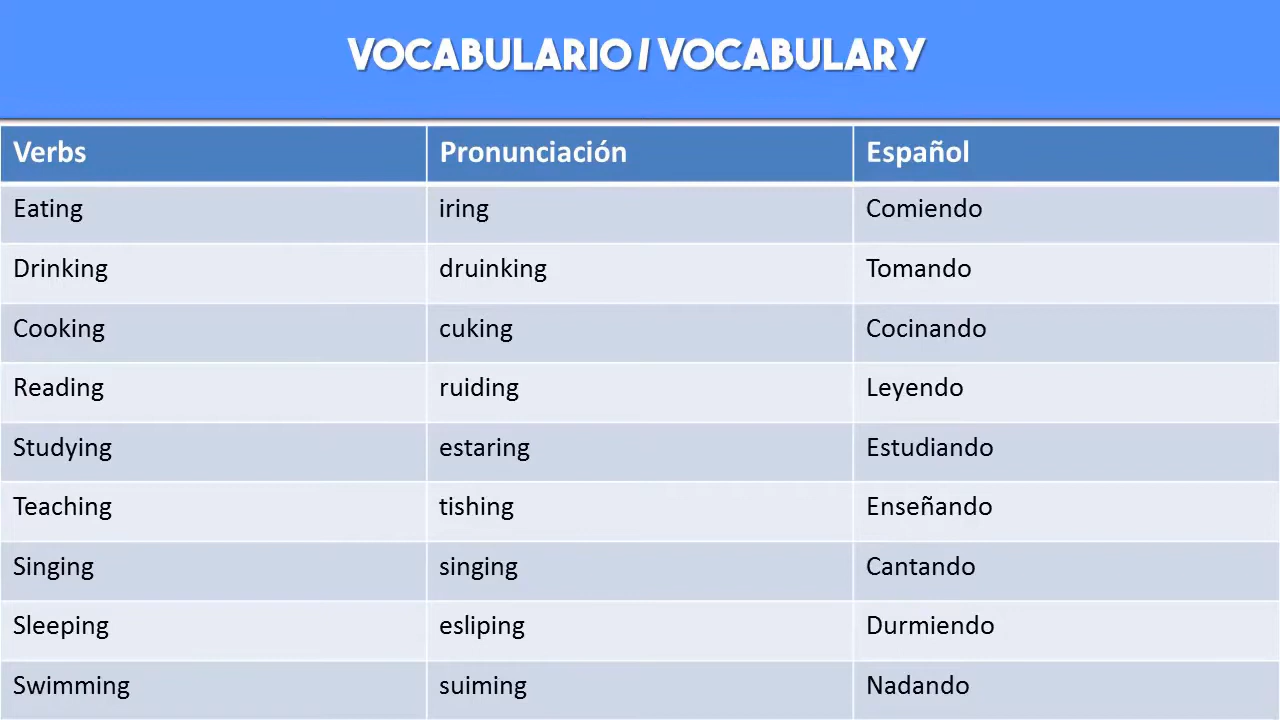 VOCABULARIO / VOCABULARY
Verbs Pronunciación Español
Eating iring Comiendo
Drinking druinking Tomando
Cooking cuking Cocinando
Reading ruiding Leyendo
Studying estaring Estudiando
Teaching tishing Enseñando
Singing singing Cantando
Sleeping esliping Durmiendo
Swimming suiming Nadando